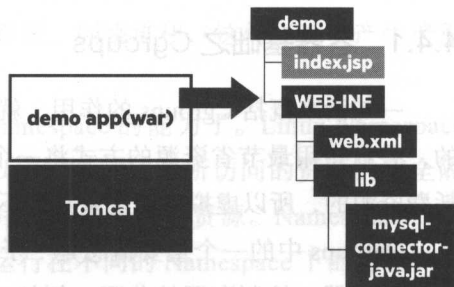 demo
index.jsp
WEB-INF
web.xml
lib
mysql-
connector-
java.jar
demo app(war)
Tomcat